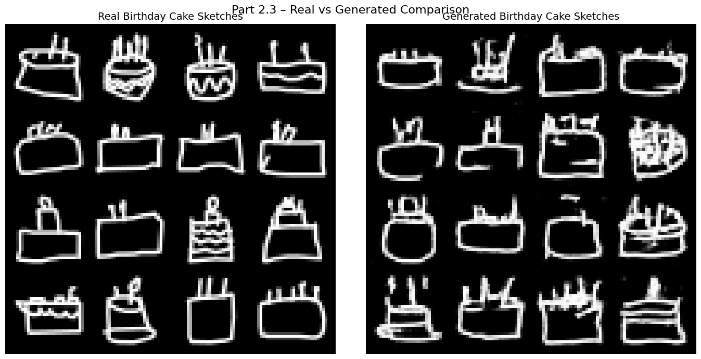 Part 2.3 – Real vs Generated Comparison
Real Birthday Cake Sketches
Generated Birthday Cake Sketches